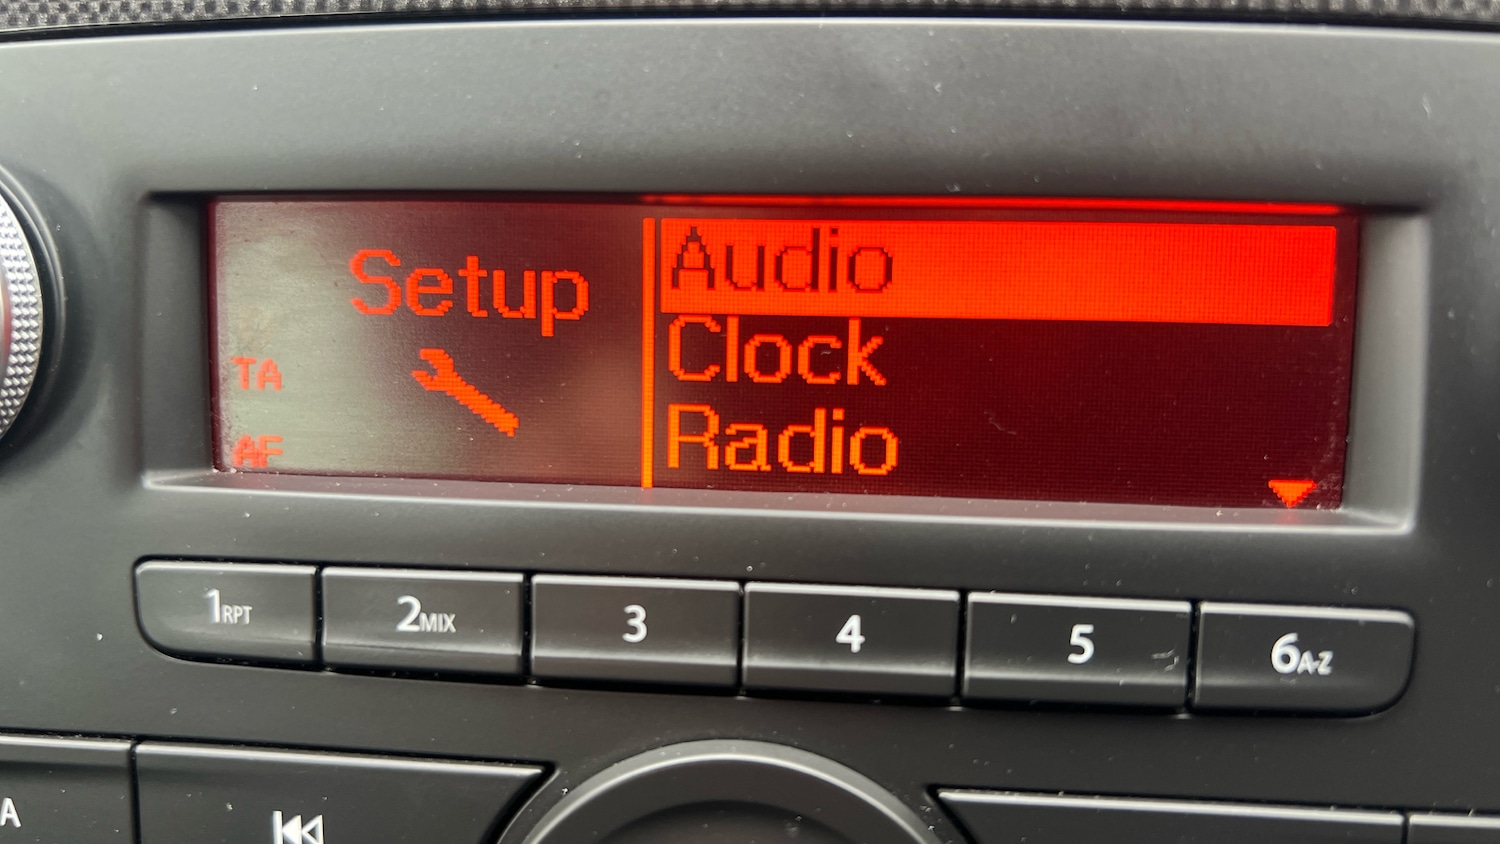 Setup
Audio
Clock
Radio
TA
AF
1RPT
2MIX
3
4
5
6A-Z
A